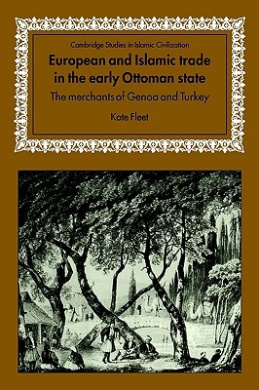 Cambridge Studies in Islamic Civilization
European and Islamic trade
in the early Ottoman state
The merchants of Genoa and Turkey
Kate Fleet